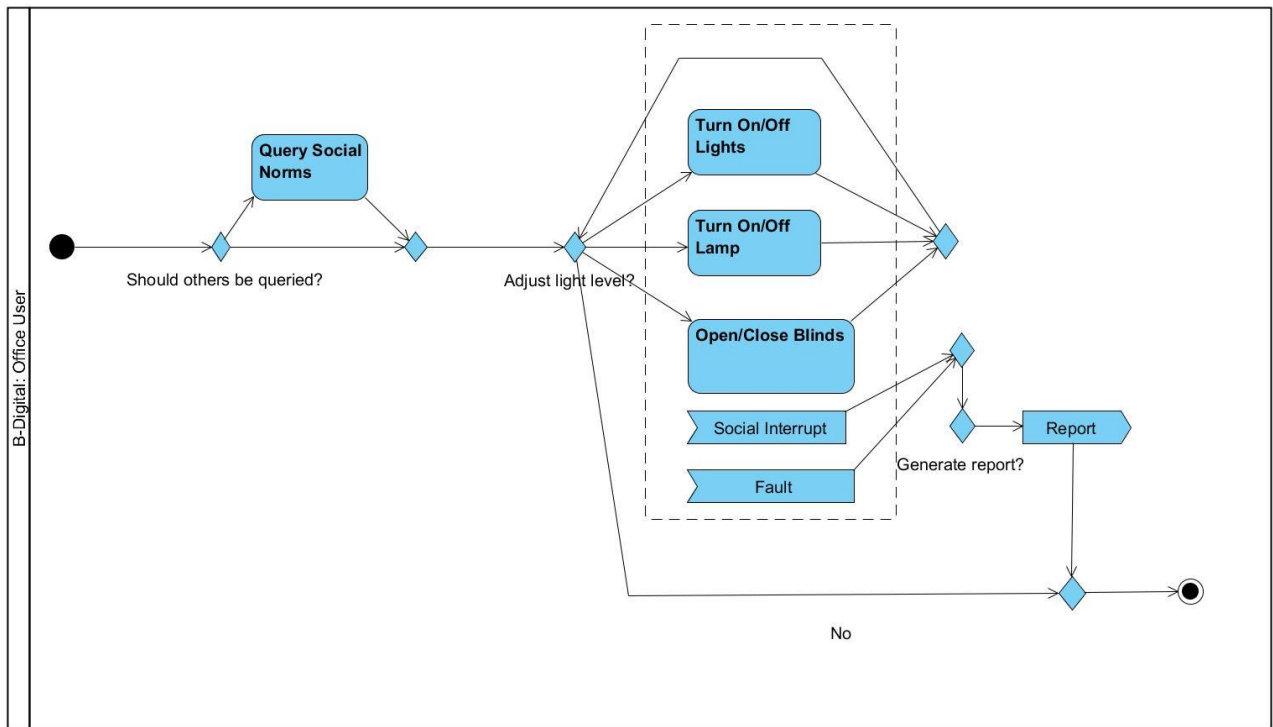 B-Digital: Office User
Query Social
Norms
Should others be queried?
Adjust light level?
Turn On/Off
Lights
Turn On/Off
Lamp
Open/Close Blinds
Social Interrupt
Fault
Generate report?
Report
No